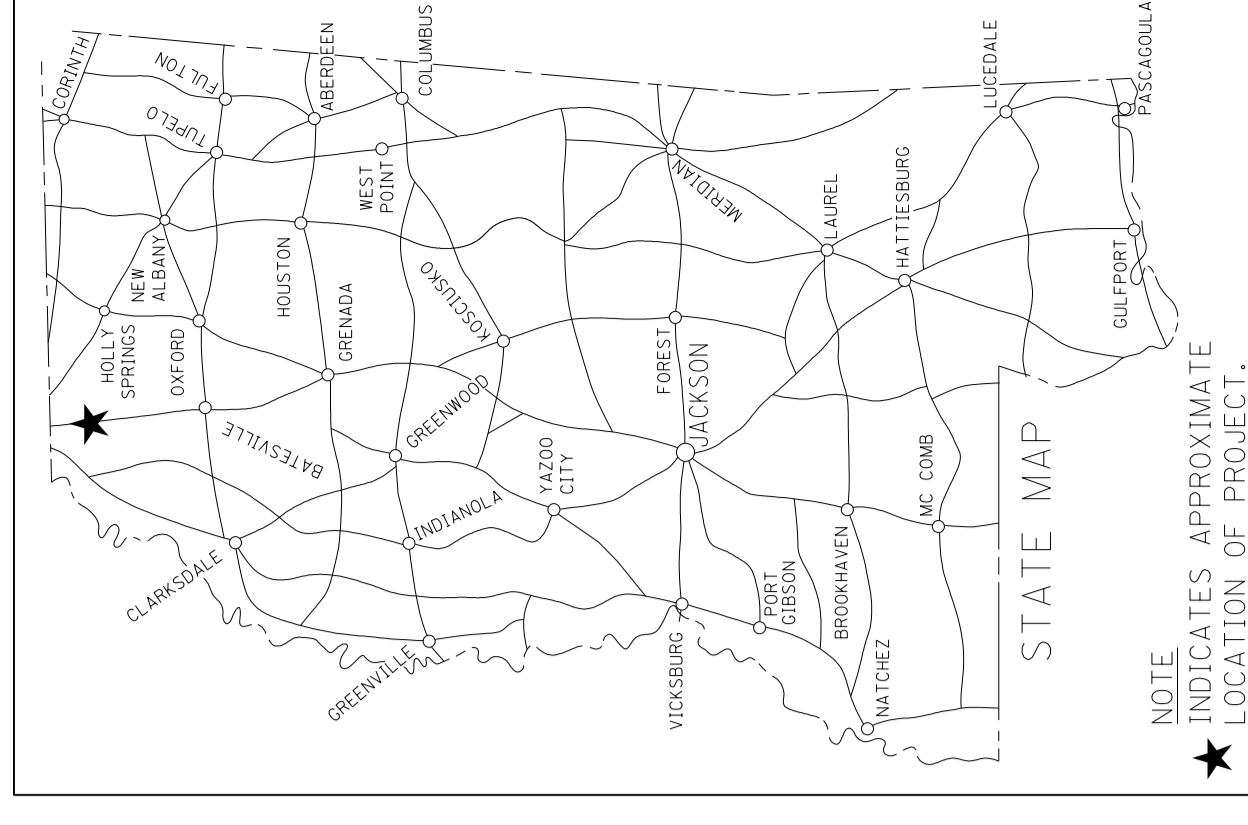 CORINTH
FULTON
TUPELO
ABERDEEN
COLUMBUS
WEST
POINT
NEW
ALBANY
HOUSTON
HOLLY
SPRINGS
OXFORD
GRENADA
KOSCIUSKO
BATESVILLE
GREENWOOD
CLARKSDALE
INDIANOLA
GREENVILLE
YAZOO
CITY
MERIDIAN
FOREST
JACKSON
VICKSBURG
PORT
GIBSON
LAUREL
HATTIESBURG
LUCEDALE
PASCAGOULA
GULFPORT
BROOKHAVEN
MC COMB
NATCHEZ
STATE MAP
NOTE
INDICATES APPROXIMATE
LOCATION OF PROJECT.